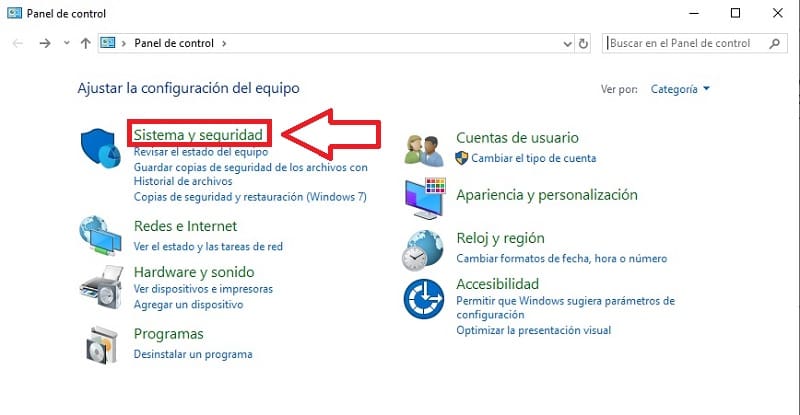 Panel de control
Panel de control
Buscar en el Panel de control
Ajustar la configuración del equipo
Ver por:
Categoría
Sistema y seguridad
Revisar el estado del equipo
Guardar copias de seguridad de los archivos con
Historial de archivos
Copias de seguridad y restauración (Windows 7)
Redes e Internet
Ver el estado y las tareas de red
Hardware y sonido
Ver dispositivos e impresoras
Agregar un dispositivo
Programas
Desinstalar un programa
Cuentas de usuario
Cambiar el tipo de cuenta
Apariencia y personalización
Reloj y región
Cambiar formatos de fecha, hora o número
Accesibilidad
Permitir que Windows sugiera parámetros de
configuración
Optimizar la presentación visual